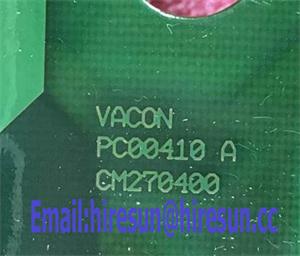 VACON
PC00410 A
CM270400
Email:hiresun@hiresun.cc